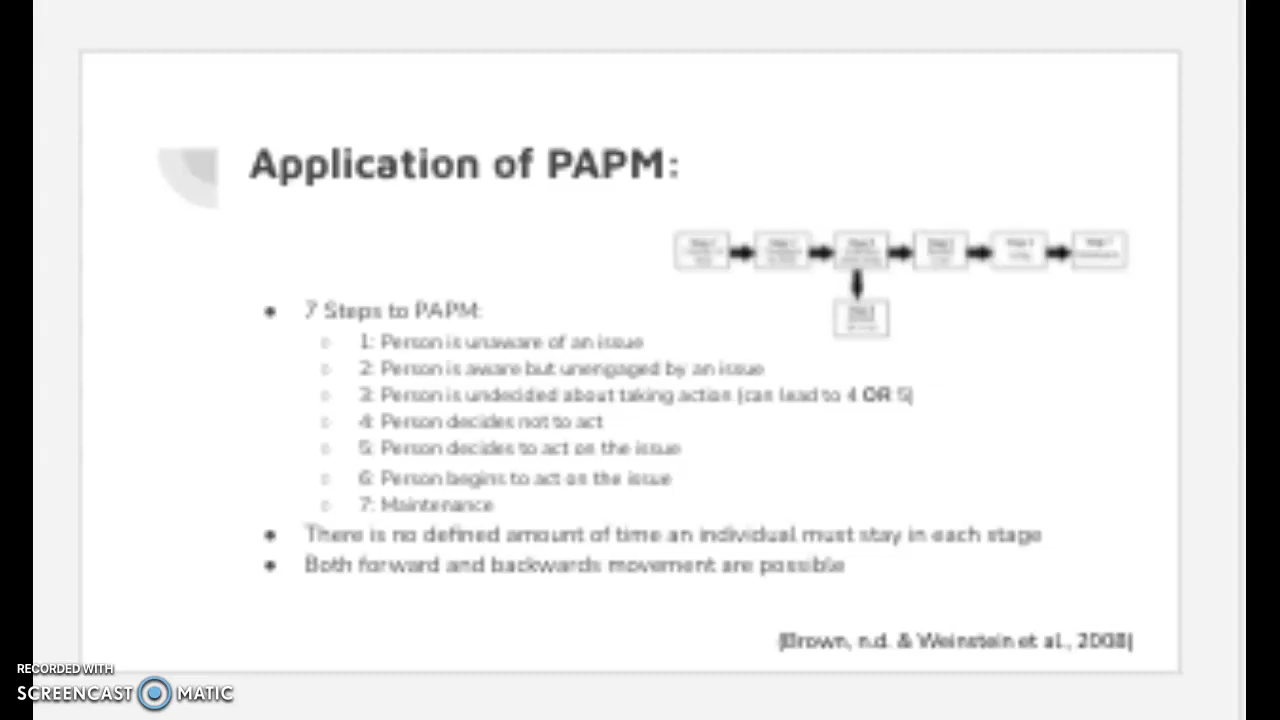 Application of PAPM:
● 7 Steps to PAPM:
○ 1: Person is unaware of an issue
○ 2: Person is aware but unengaged by an issue
○ 3: Person is undecided about taking action (can lead to 4 OR 5)
○ 4: Person decides not to act
○ 5: Person decides to act on the issue
○ 6: Person begins to act on the issue
○ 7: Maintenance
● There is no defined amount of time an individual must stay in each stage
● Both forward and backwards movement are possible
(Brown, n.d. & Weinstein et al., 2008)
RECORDED WITH
SCREENCAST MATIC